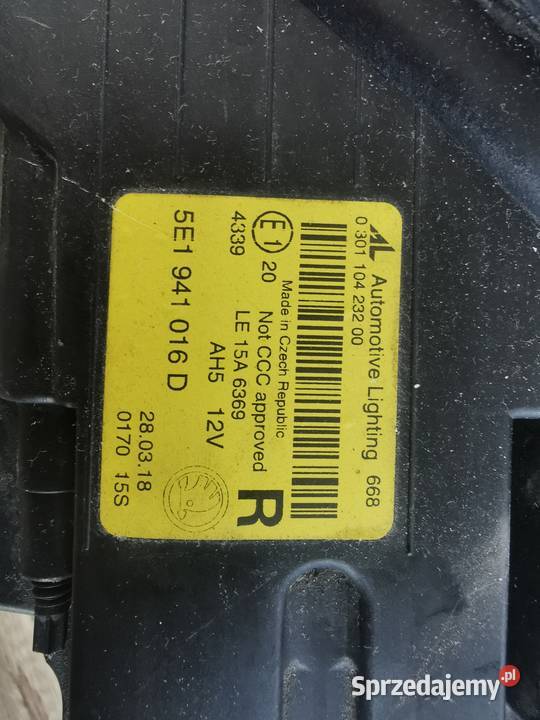 Automotive Lighting 668
0 301 104 232 00
E1 20
4339
Made in Czech Republic
Not CCC approved
LE 15A 6369
AH5 12V
R
5E1 941 016 D
28.03.18
0170 15S
Sprzedajemy.pl